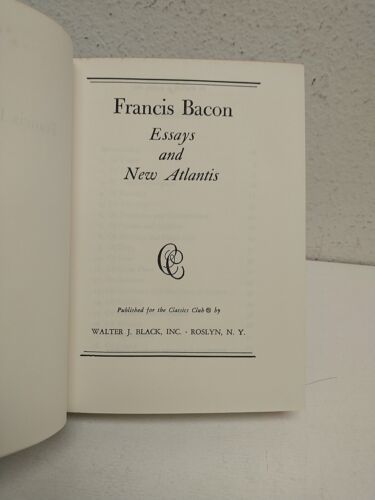 Francis Bacon
Essays
and
New Atlantis
CC
Published for the Classics Club ® by
WALTER J. BLACK, INC. · ROSLYN, N. Y.